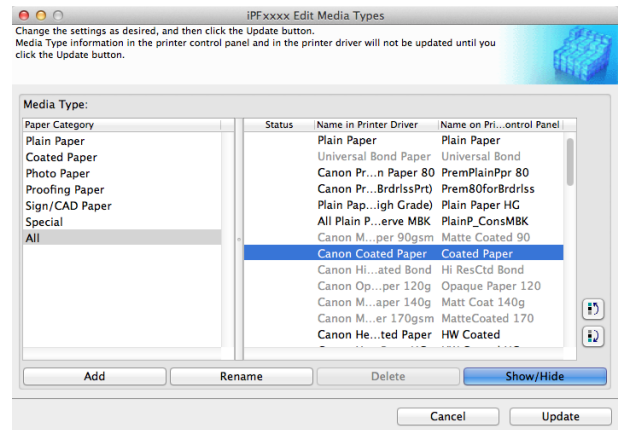 iPFxxxx Edit Media Types
Change the settings as desired, and then click the Update button.
Media Type information in the printer control panel and in the printer driver will not be updated until you
click the Update button.
Media Type:
Paper Category Status Name in Printer Driver Name on Pri...ontrol Panel
Plain Paper Plain Paper Plain Paper
Coated Paper Universal Bond Paper Universal Bond
Photo Paper Canon Pr...n Paper 80 PremPlainPpr 80
Proofing Paper Canon Pr...BrdrlssPrt) Prem80forBrdrlss
Sign/CAD Paper Plain Pap...igh Grade) Plain Paper HG
Special All Plain P...erve MBK PlainP_ConsMBK
All Canon M...per 90gsm Matte Coated 90
Canon Coated Paper Coated Paper
Canon Hi...ated Bond Hi ResCtd Bond
Canon Op...per 120g Opaque Paper 120
Canon M...aper 140g Matt Coat 140g
Canon M...er 170gsm MatteCoated 170
Canon He...ted Paper HW Coated
Add Rename Delete Show/Hide
Cancel Update